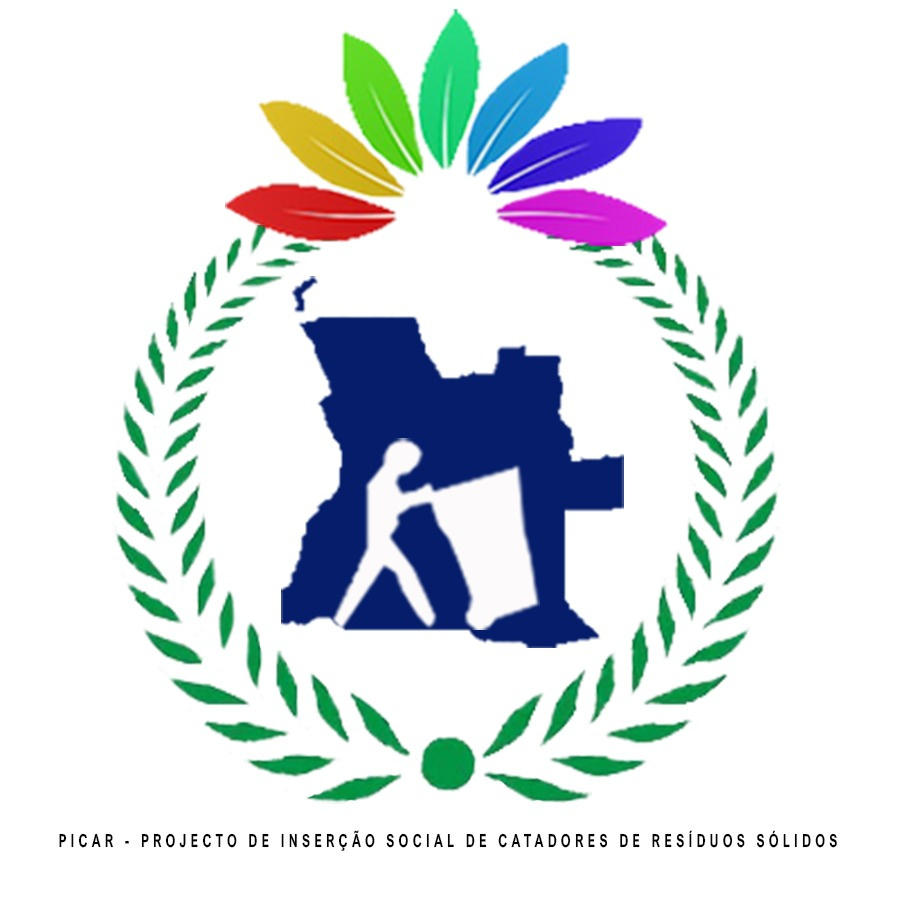 PICAR - PROJECTO DE INSERÇÃO SOCIAL DE CATADORES DE RESÍDUOS SÓLIDOS